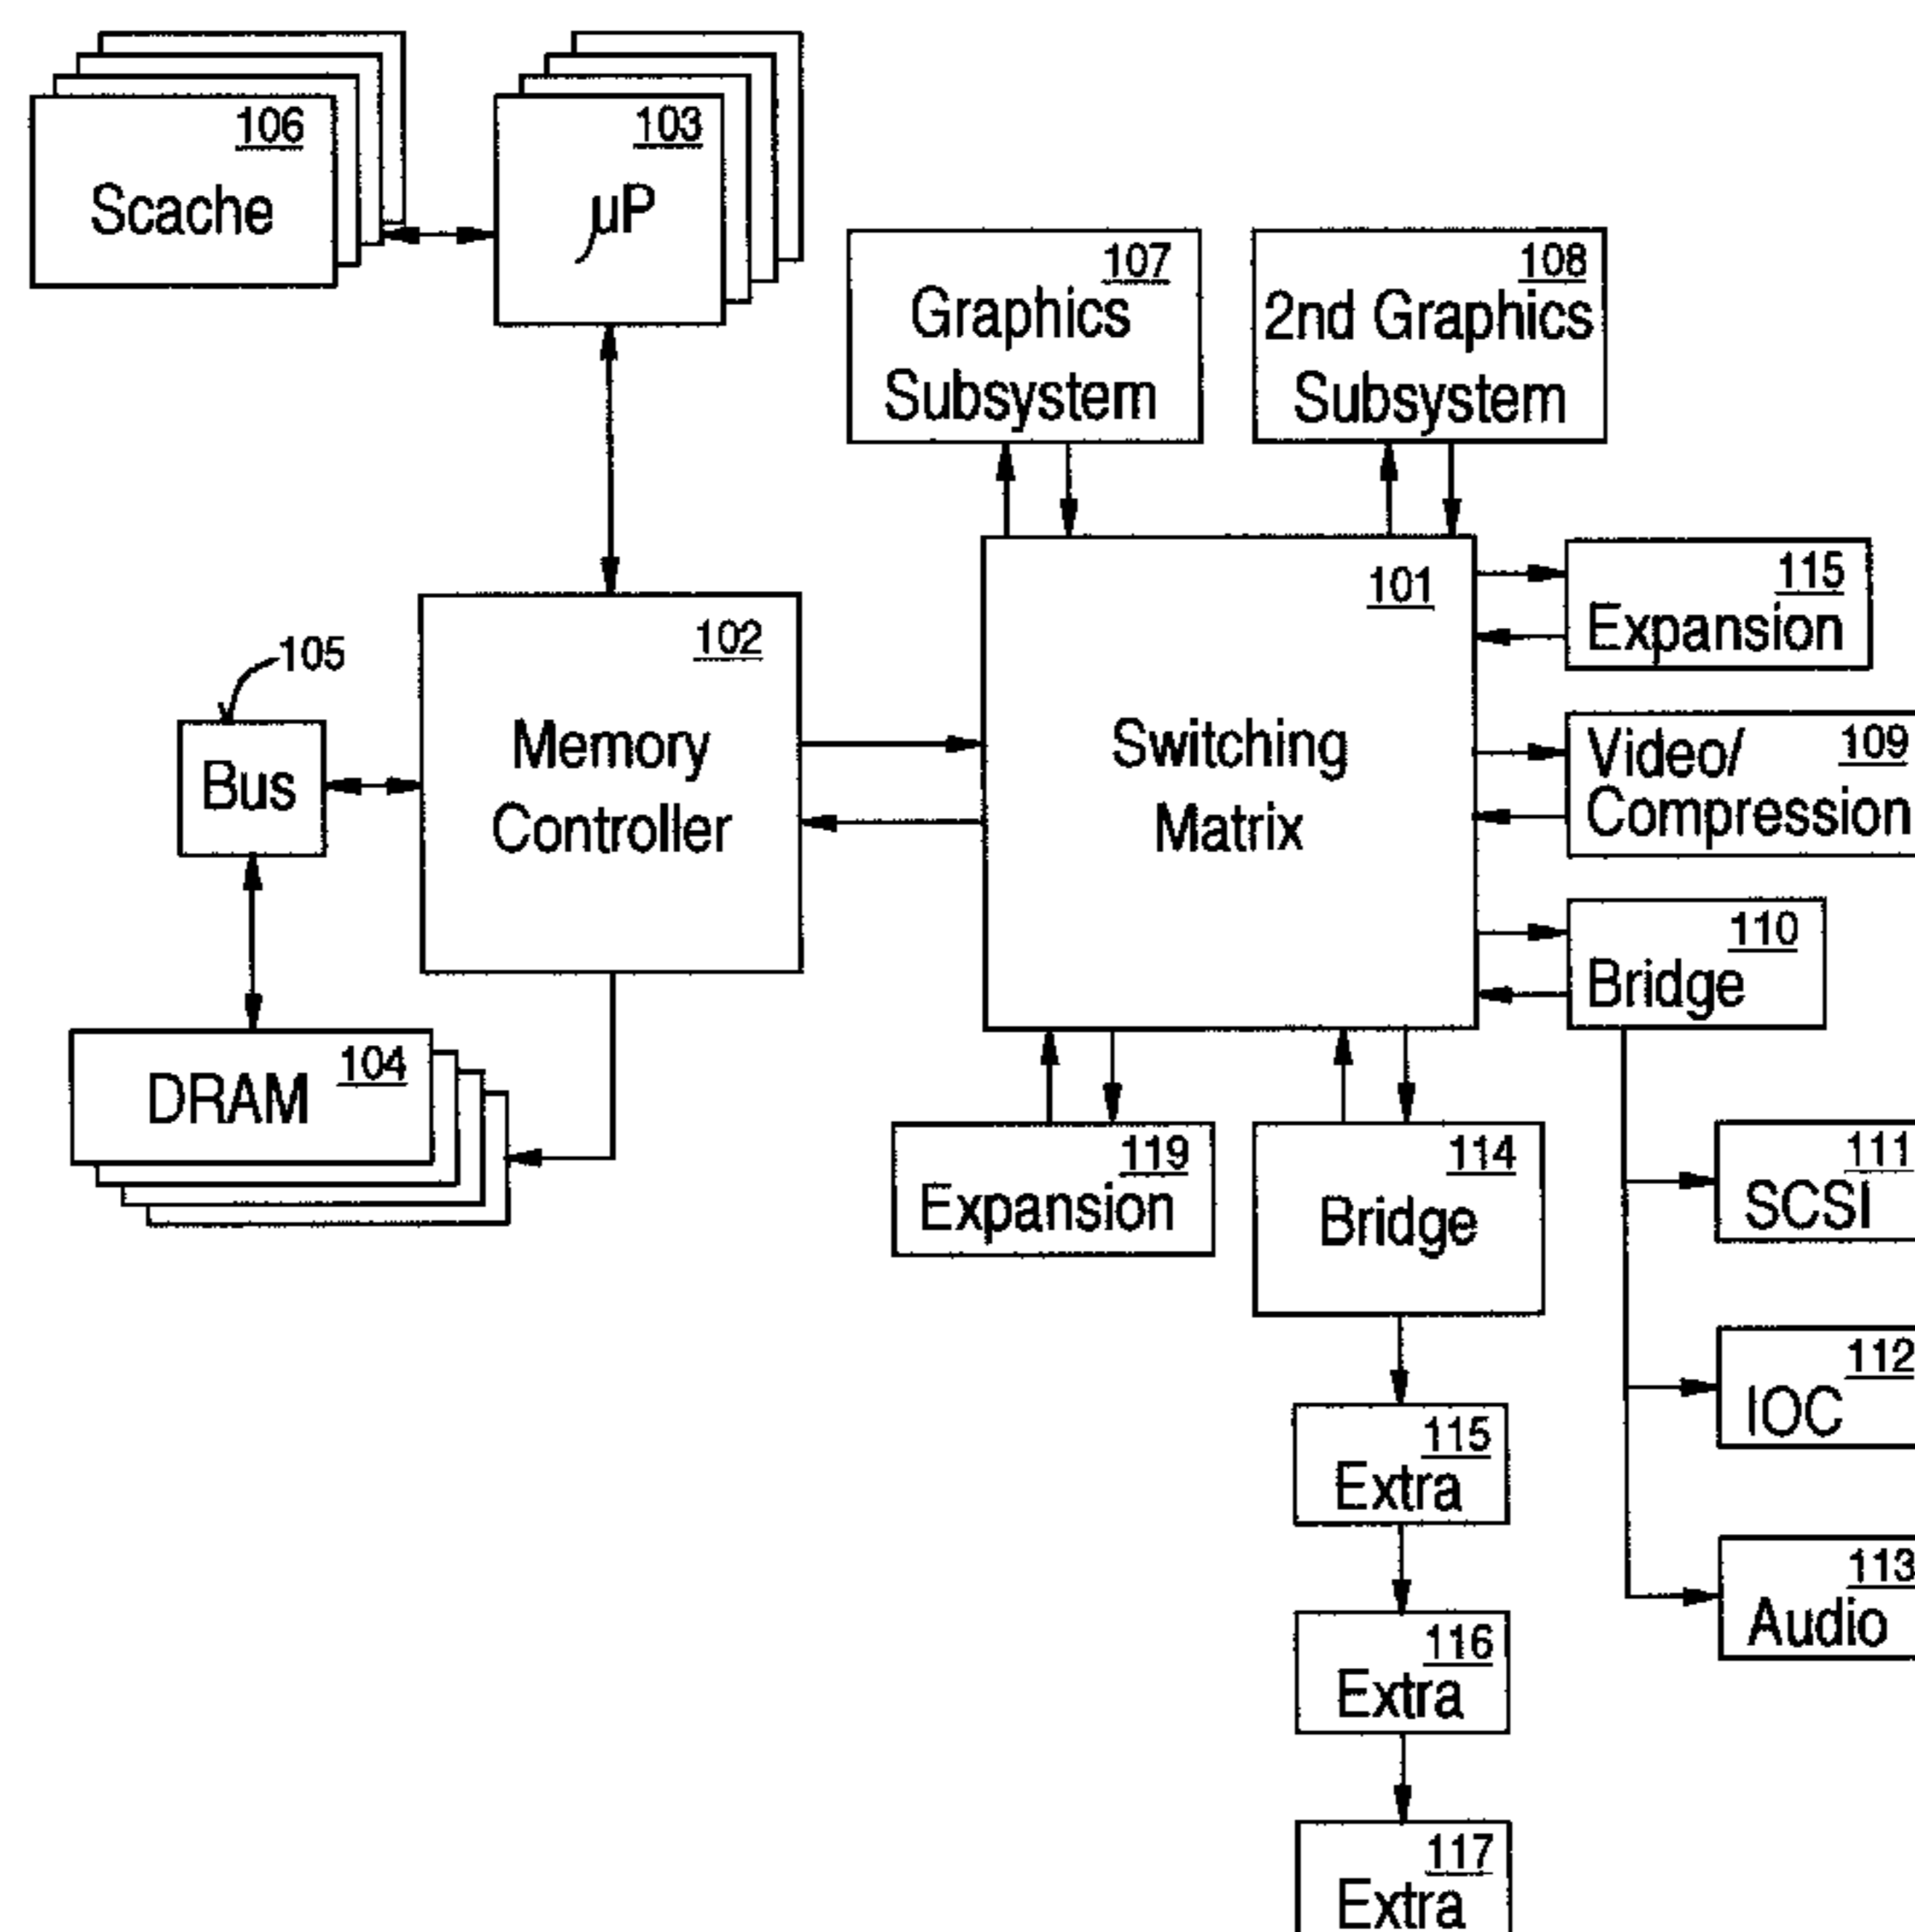 106
Scache
103
µP
107
Graphics
Subsystem
108
2nd Graphics
Subsystem
101
Switching
Matrix
115
Expansion
102
Memory
Controller
105
Bus
Video/ 109
Compression
110
Bridge
DRAM 104
119
Expansion
114
Bridge
111
SCSI
112
IOC
113
Audio
115
Extra
116
Extra
117
Extra